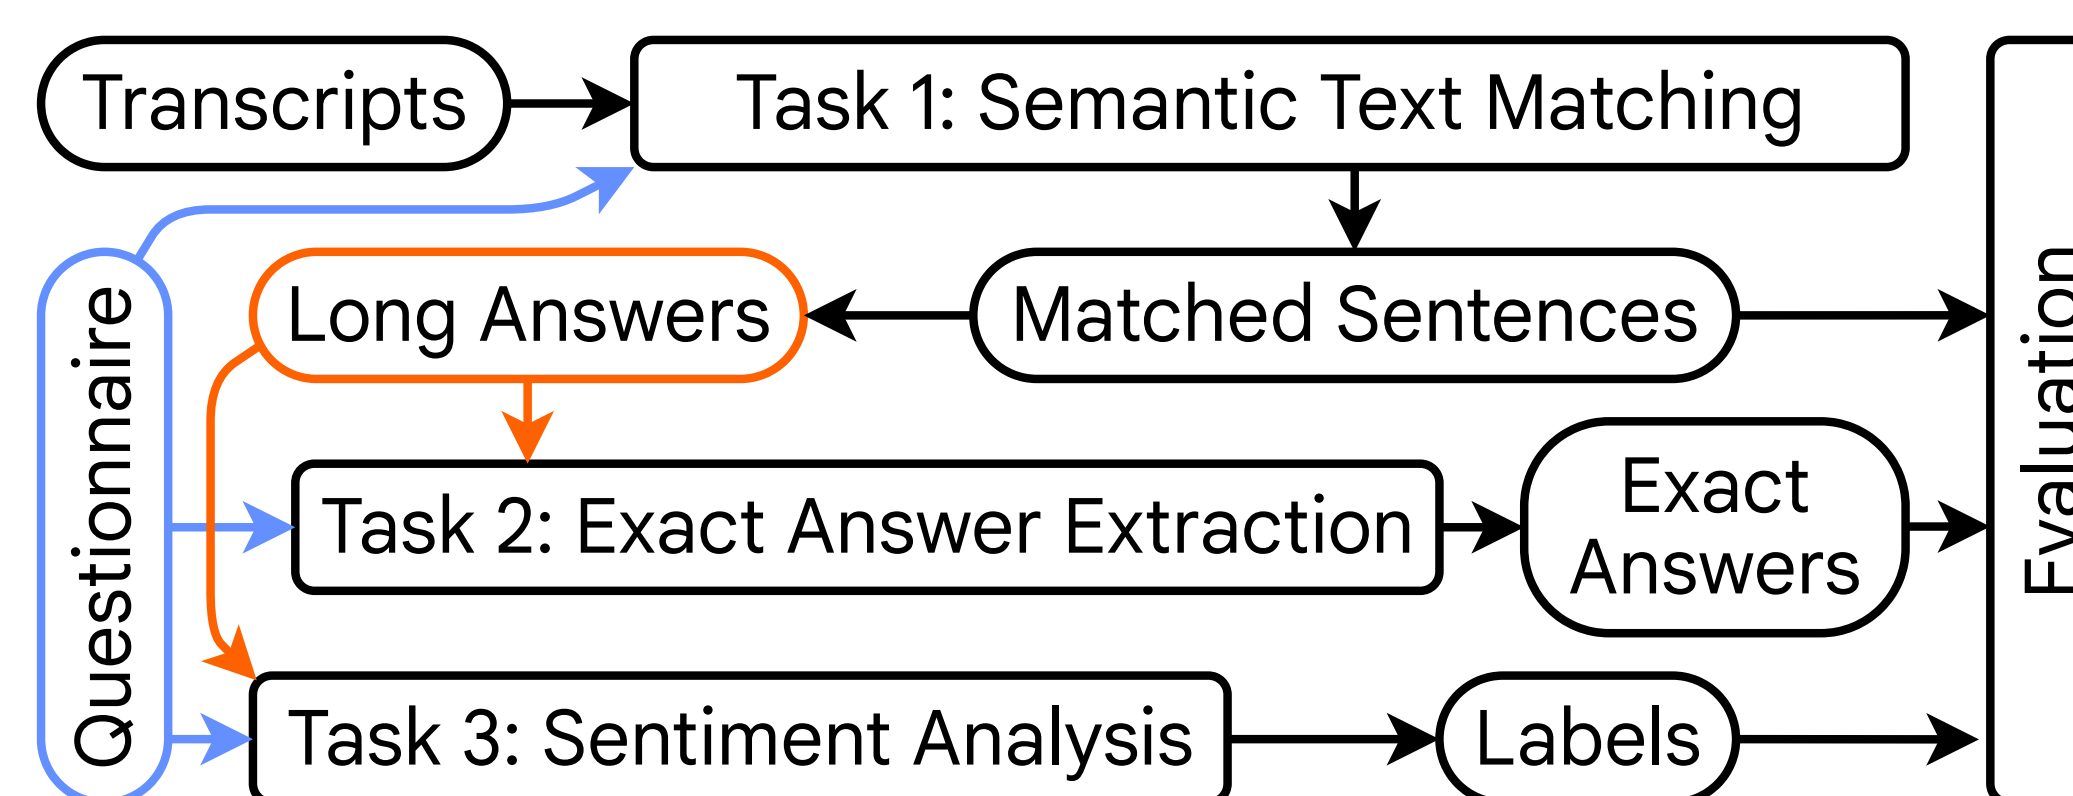 Transcripts
Task 1: Semantic Text Matching
Questionnaire
Long Answers
Matched Sentences
Evaluation
Task 2: Exact Answer Extraction
Exact
Answers
Task 3: Sentiment Analysis
Labels